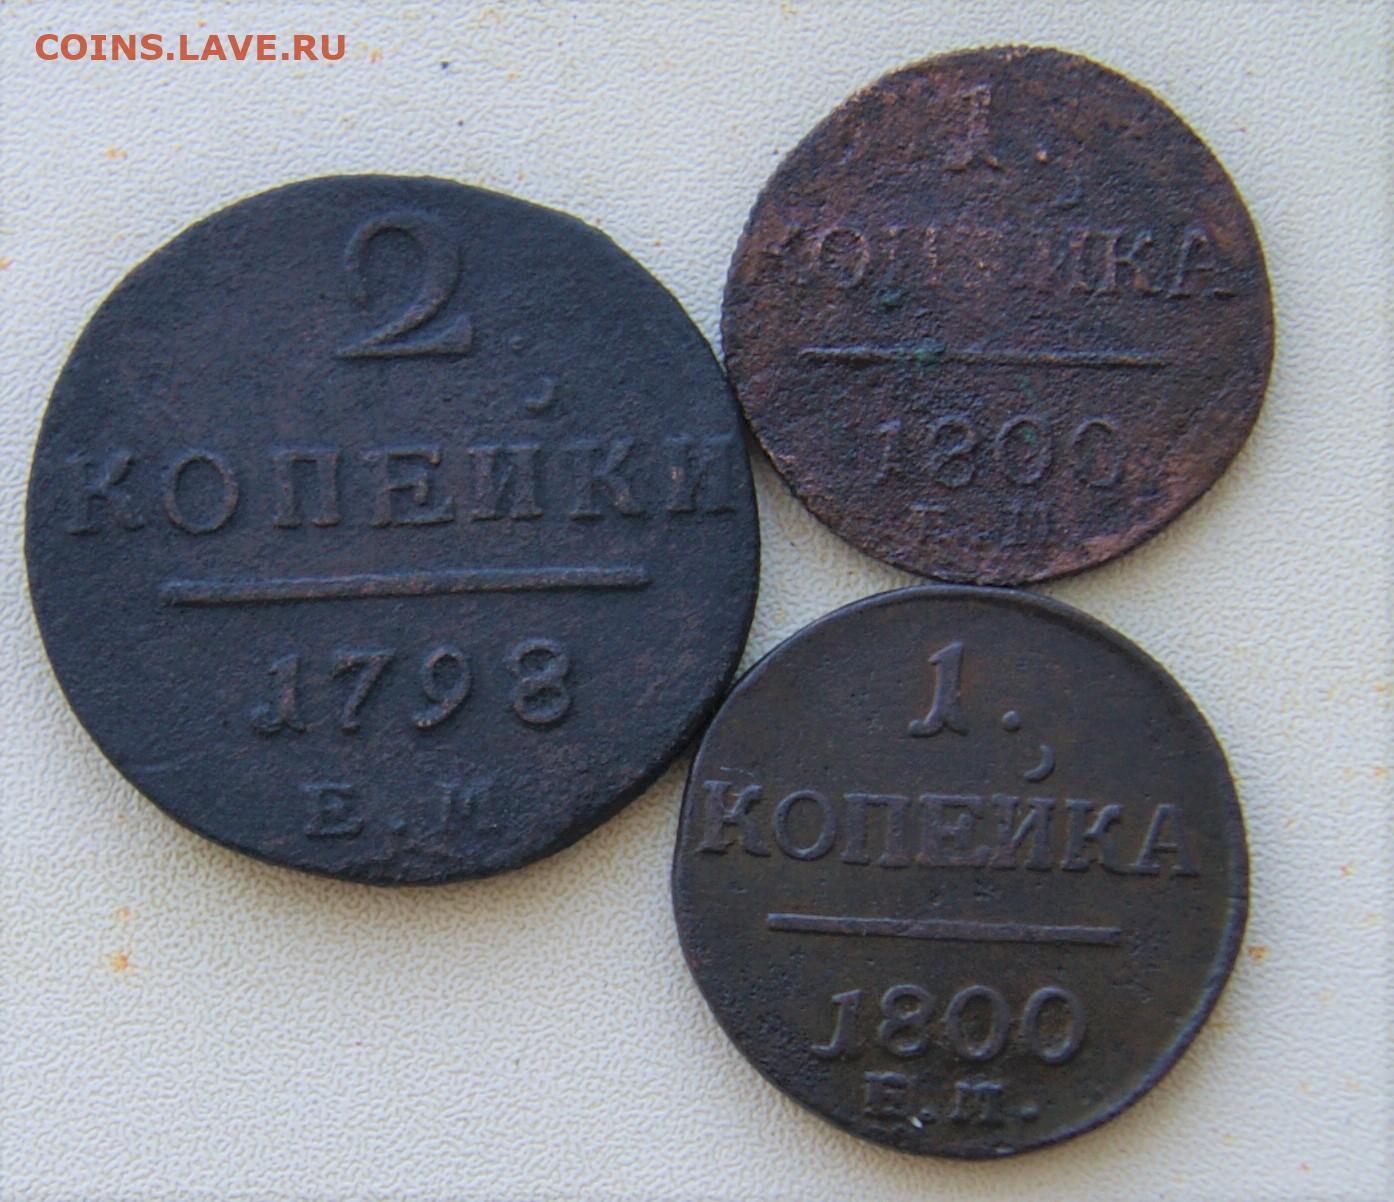 COINS.LAVE.RU
2.
КОПЕЙКИ
1798
Е.М
1.
КОПЕЙКА
1800
Е.М
1.
КОПЕЙКА
1800
Е.М.